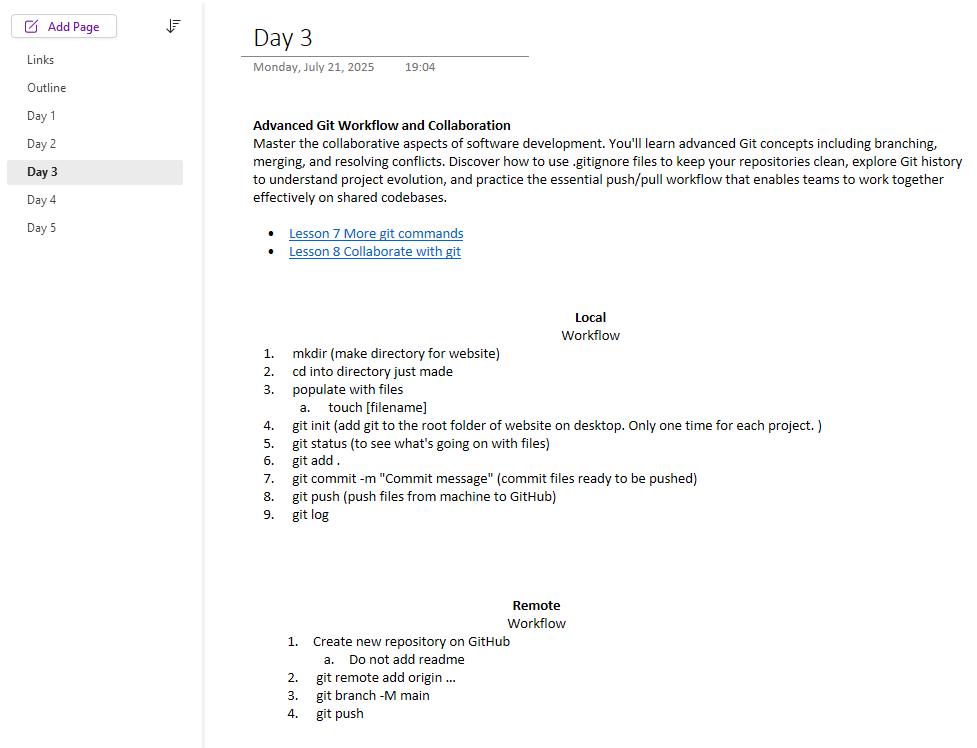 Add Page
Links
Outline
Day 1
Day 2
Day 3
Day 4
Day 5
Day 3
Monday, July 21, 2025 19:04
Advanced Git Workflow and Collaboration
Master the collaborative aspects of software development. You'll learn advanced Git concepts including branching,
merging, and resolving conflicts. Discover how to use .gitignore files to keep your repositories clean, explore Git history
to understand project evolution, and practice the essential push/pull workflow that enables teams to work together
effectively on shared codebases.
• Lesson 7 More git commands
• Lesson 8 Collaborate with git
Local
Workflow
1. mkdir (make directory for website)
2. cd into directory just made
3. populate with files
a. touch [filename]
4. git init (add git to the root folder of website on desktop. Only one time for each project. )
5. git status (to see what's going on with files)
6. git add .
7. git commit -m "Commit message" (commit files ready to be pushed)
8. git push (push files from machine to GitHub)
9. git log
Remote
Workflow
1. Create new repository on GitHub
a. Do not add readme
2. git remote add origin ...
3. git branch -M main
4. git push